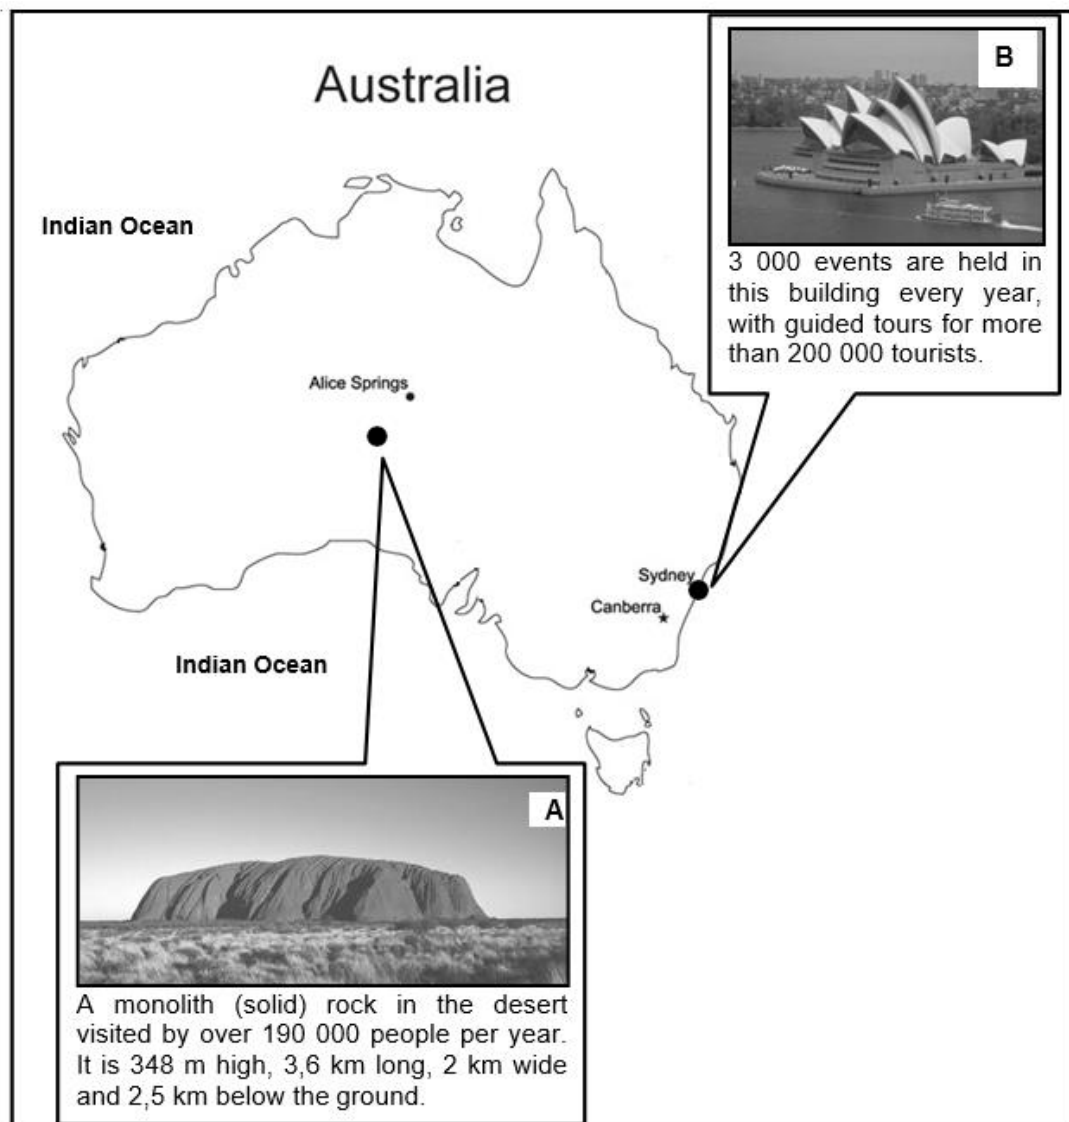 Australia
B
Indian Ocean
3 000 events are held in
this building every year,
with guided tours for more
than 200 000 tourists.
Alice Springs
Sydney
Canberra
Indian Ocean
A
A monolith (solid) rock in the desert
visited by over 190 000 people per year.
It is 348 m high, 3,6 km long, 2 km wide
and 2,5 km below the ground.